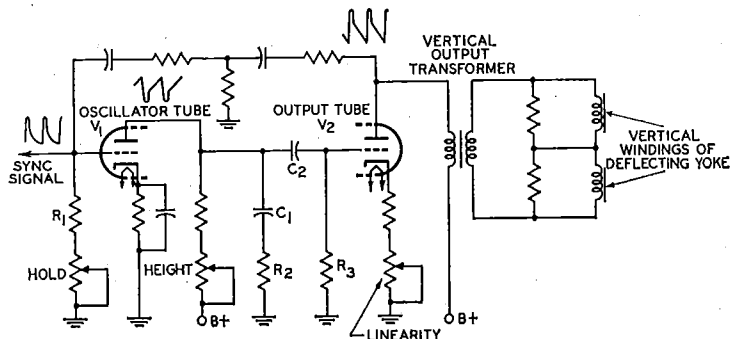 VERTICAL
OUTPUT
TRANSFORMER
OSCILLATOR TUBE
V1
OUTPUT TUBE
V2
SYNC
SIGNAL
VERTICAL
WINDINGS OF
DEFLECTING YOKE
C2
R1
C1
HOLD
HEIGHT
R2
R3
B+
LINEARITY
B+